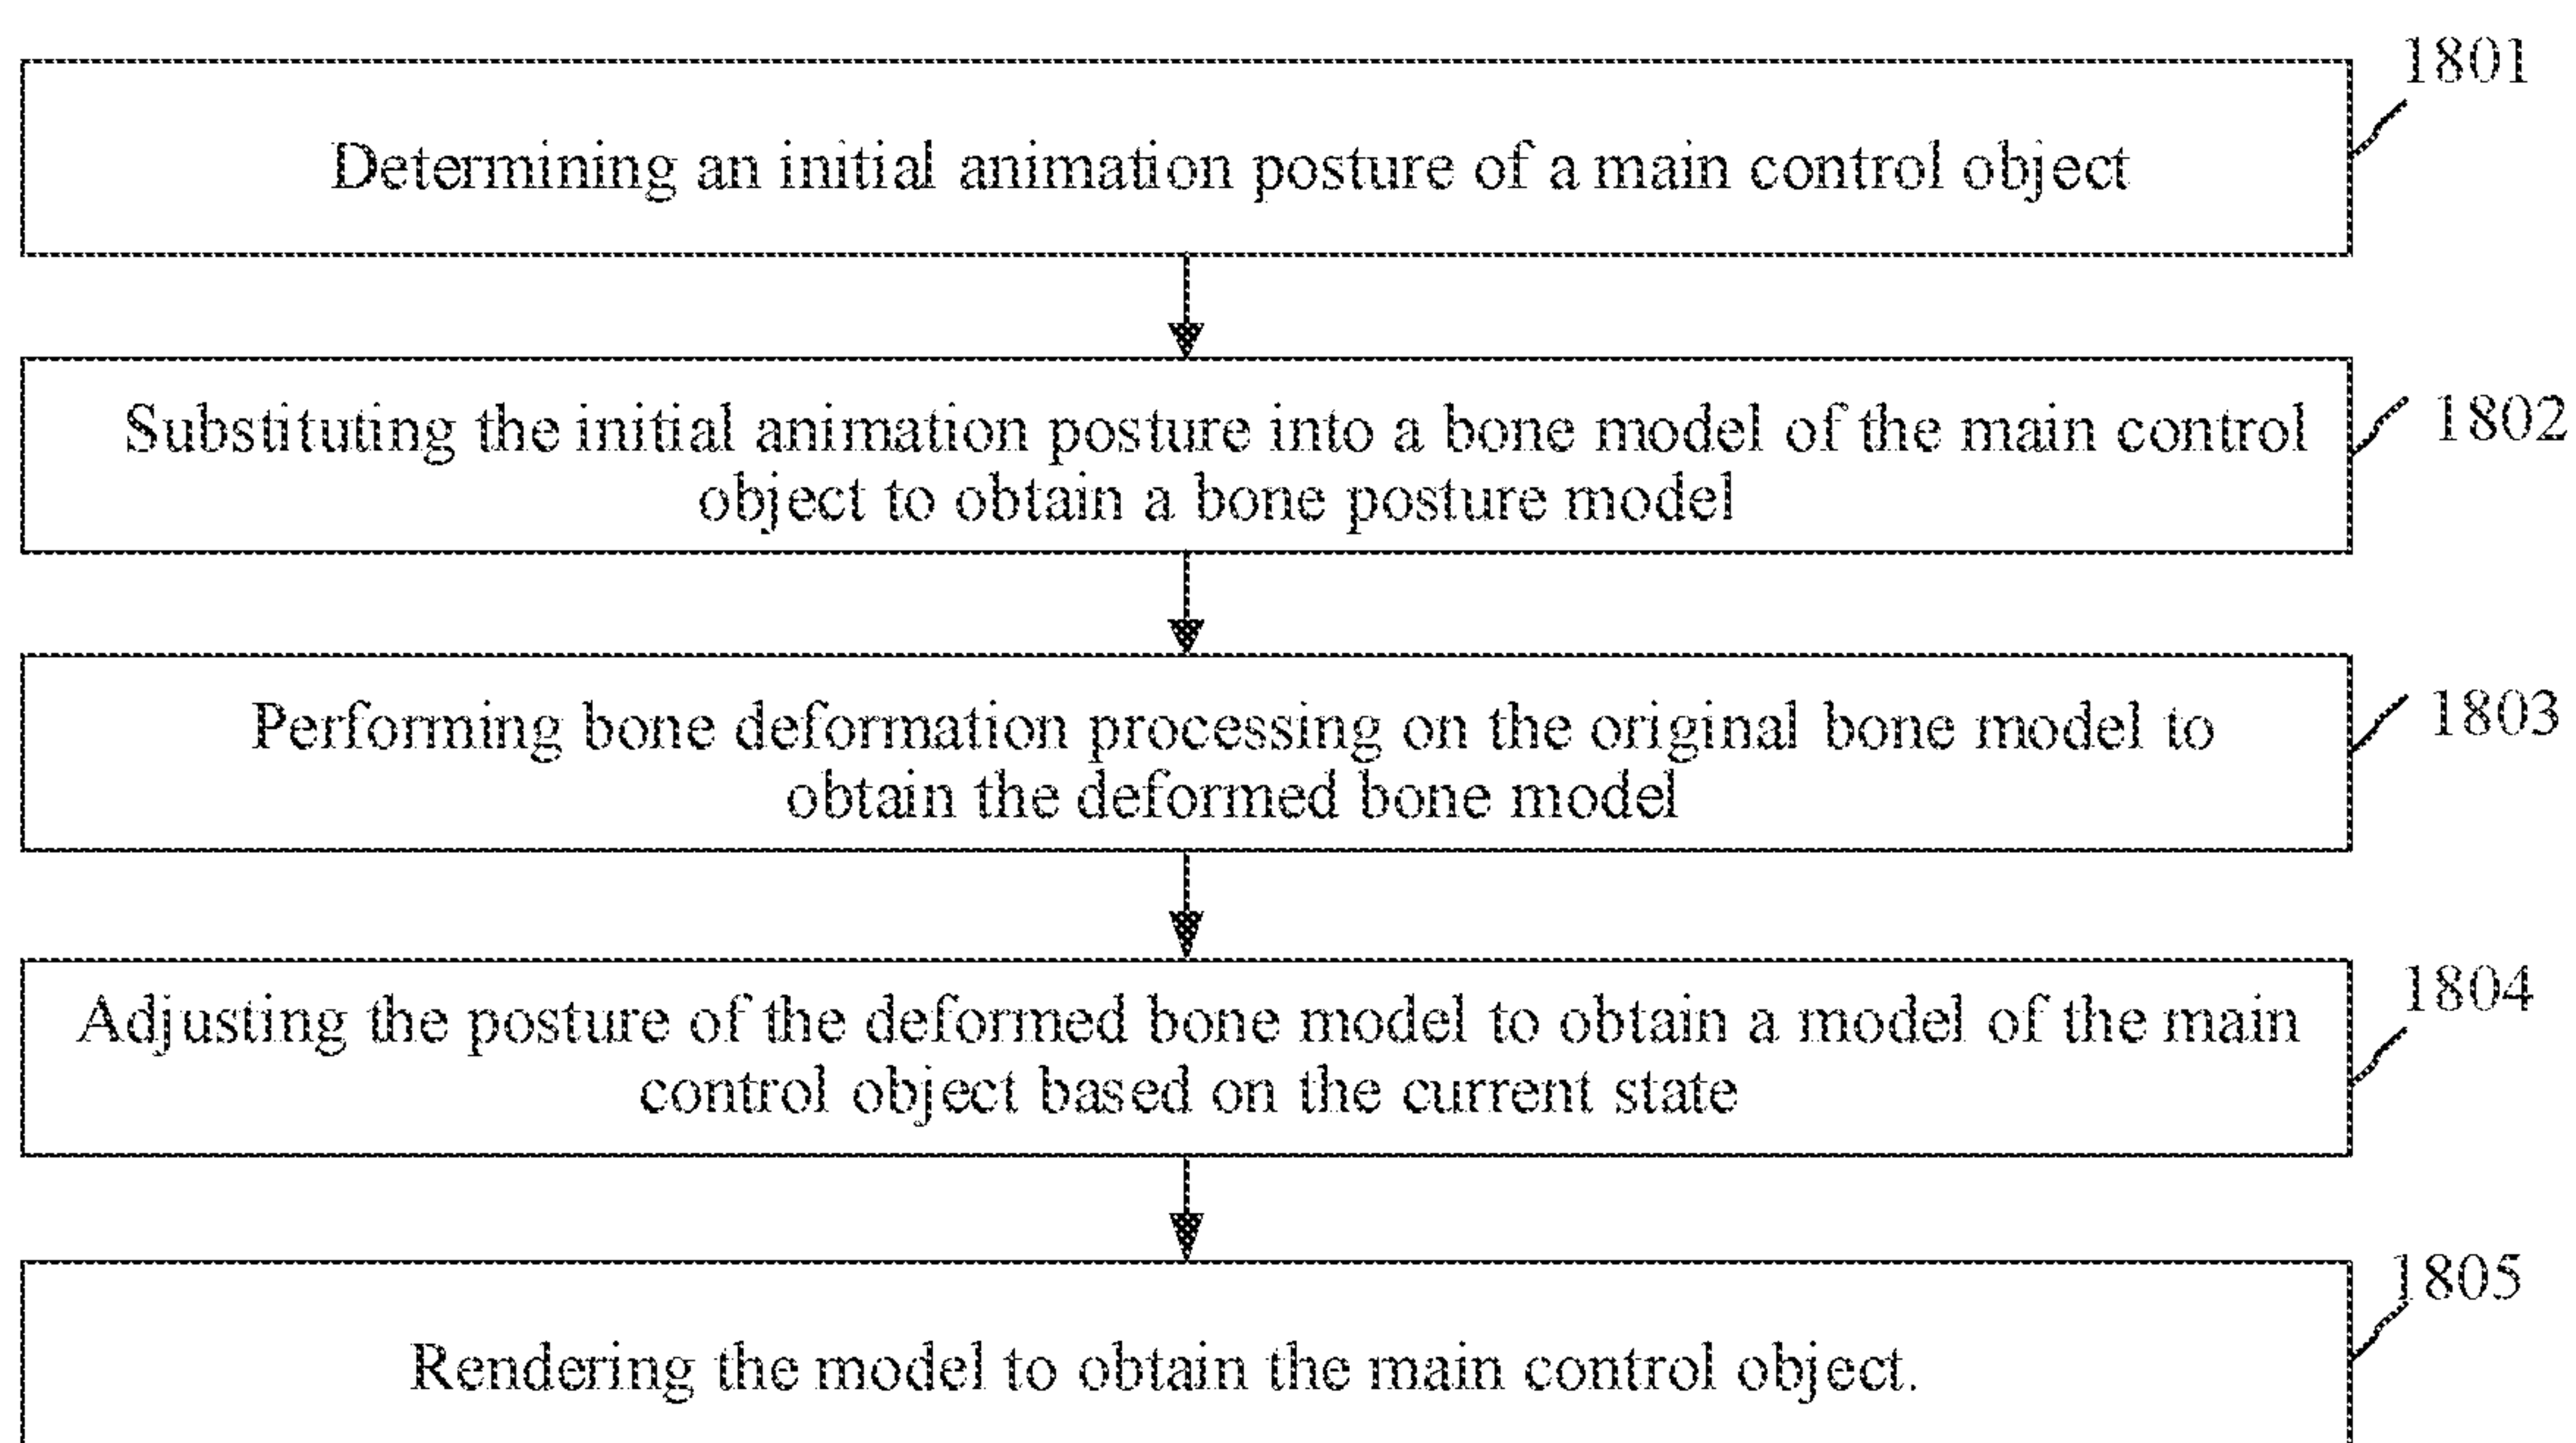 1801
Determining an initial animation posture of a main control object
Substituting the initial animation posture into a bone model of the main control
object to obtain a bone posture model
1802
Performing bone deformation processing on the original bone model to
obtain the deformed bone model
1803
Adjusting the posture of the deformed bone model to obtain a model of the main
control object based on the current state
1804
1805
Rendering the model to obtain the main control object.